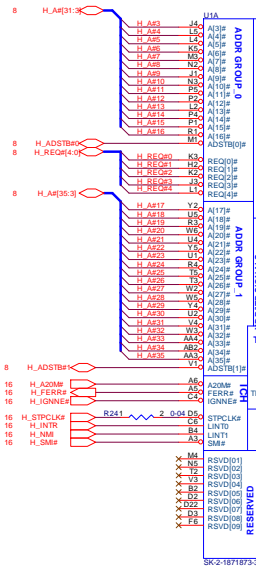 U1A
8 H_A#[31:3]
H_A#3 J4 A[3]#
H_A#4 L5 A[4]#
H_A#5 L4 A[5]#
H_A#6 K5 A[6]#
H_A#7 M3 A[7]#
H_A#8 N2 A[8]#
H_A#9 J1 A[9]#
H_A#10 N3 A[10]#
H_A#11 P5 A[11]#
H_A#12 P2 A[12]#
H_A#13 L2 A[13]#
H_A#14 P4 A[14]#
H_A#15 P1 A[15]#
H_A#16 R1 A[16]#
8 H_ADSTB#0 M1 ADSTB[0]#
ADDR GROUP_0
8 H_REQ#[4:0]
H_REQ#0 K3 REQ[0]#
H_REQ#1 H2 REQ[1]#
H_REQ#2 K2 REQ[2]#
H_REQ#3 J3 REQ[3]#
H_REQ#4 L1 REQ[4]#
8 H_A#[35:3]
H_A#17 Y2 A[17]#
H_A#18 U5 A[18]#
H_A#19 R3 A[19]#
H_A#20 W6 A[20]#
H_A#21 U4 A[21]#
H_A#22 Y5 A[22]#
H_A#23 U1 A[23]#
H_A#24 R4 A[24]#
H_A#25 T5 A[25]#
H_A#26 T3 A[26]#
H_A#27 W2 A[27]#
H_A#28 W5 A[28]#
H_A#29 Y4 A[29]#
H_A#30 U2 A[30]#
H_A#31 V4 A[31]#
H_A#32 W3 A[32]#
H_A#33 AA4 A[33]#
H_A#34 AB2 A[34]#
H_A#35 AA3 A[35]#
8 H_ADSTB#1 V1 ADSTB[1]#
ADDR GROUP_1
16 H_A20M# A6 A20M#
16 H_FERR# A5 FERR#
16 H_IGNNE# C4 IGNNE#
ICH
16 H_STPCLK# R241 2 0-04 D5 STPCLK#
16 H_INTR C6 LINT0
16 H_NMI B4 LINT1
16 H_SMI# A3 SMI#
M4 RSVD[01]
N5 RSVD[02]
T2 RSVD[03]
V3 RSVD[04]
B2 RSVD[05]
D2 RSVD[06]
D22 RSVD[07]
D3 RSVD[08]
F6 RSVD[09]
RESERVED